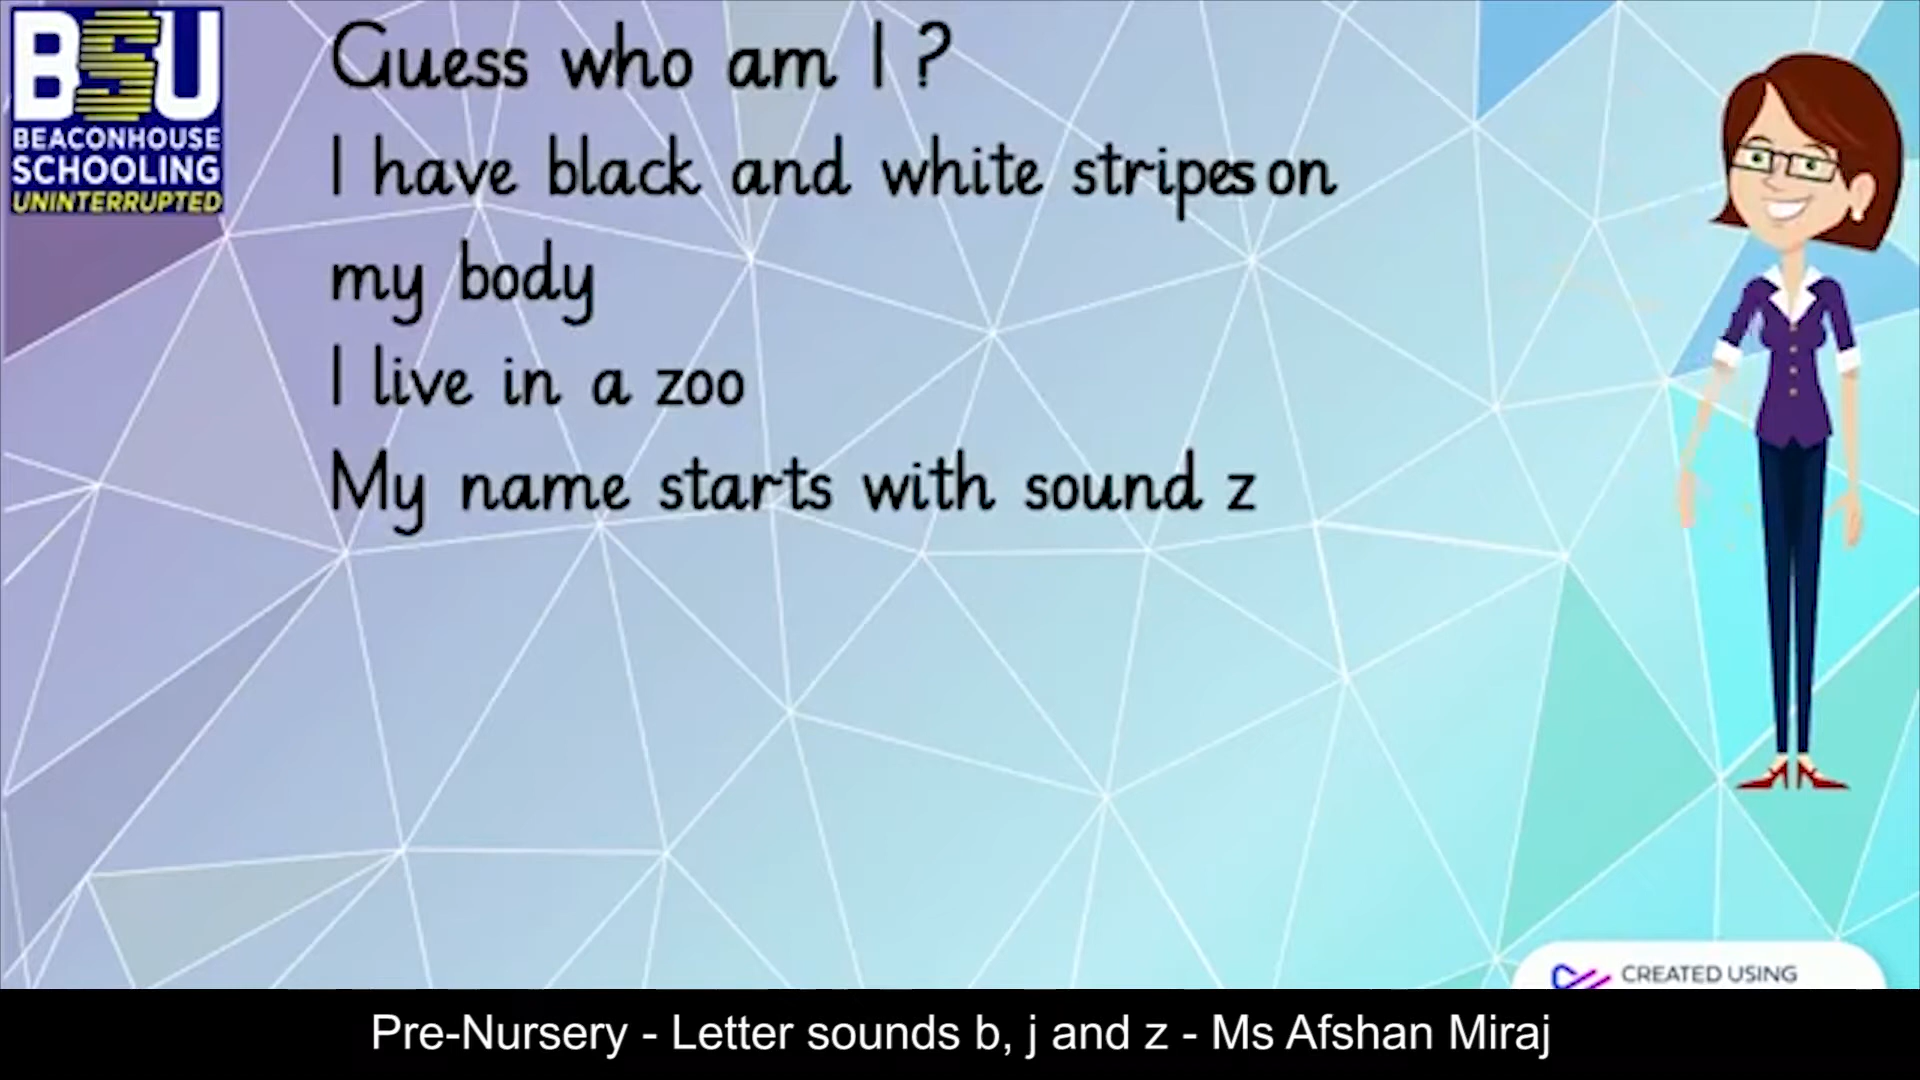 BSU
BEACONHOUSE
SCHOOLING
UNINTERRUPTED
Guess who am I ?
I have black and white stripes on
my body
I live in a zoo
My name starts with sound z
CREATED USING
Pre-Nursery - Letter sounds b, j and z - Ms Afshan Miraj